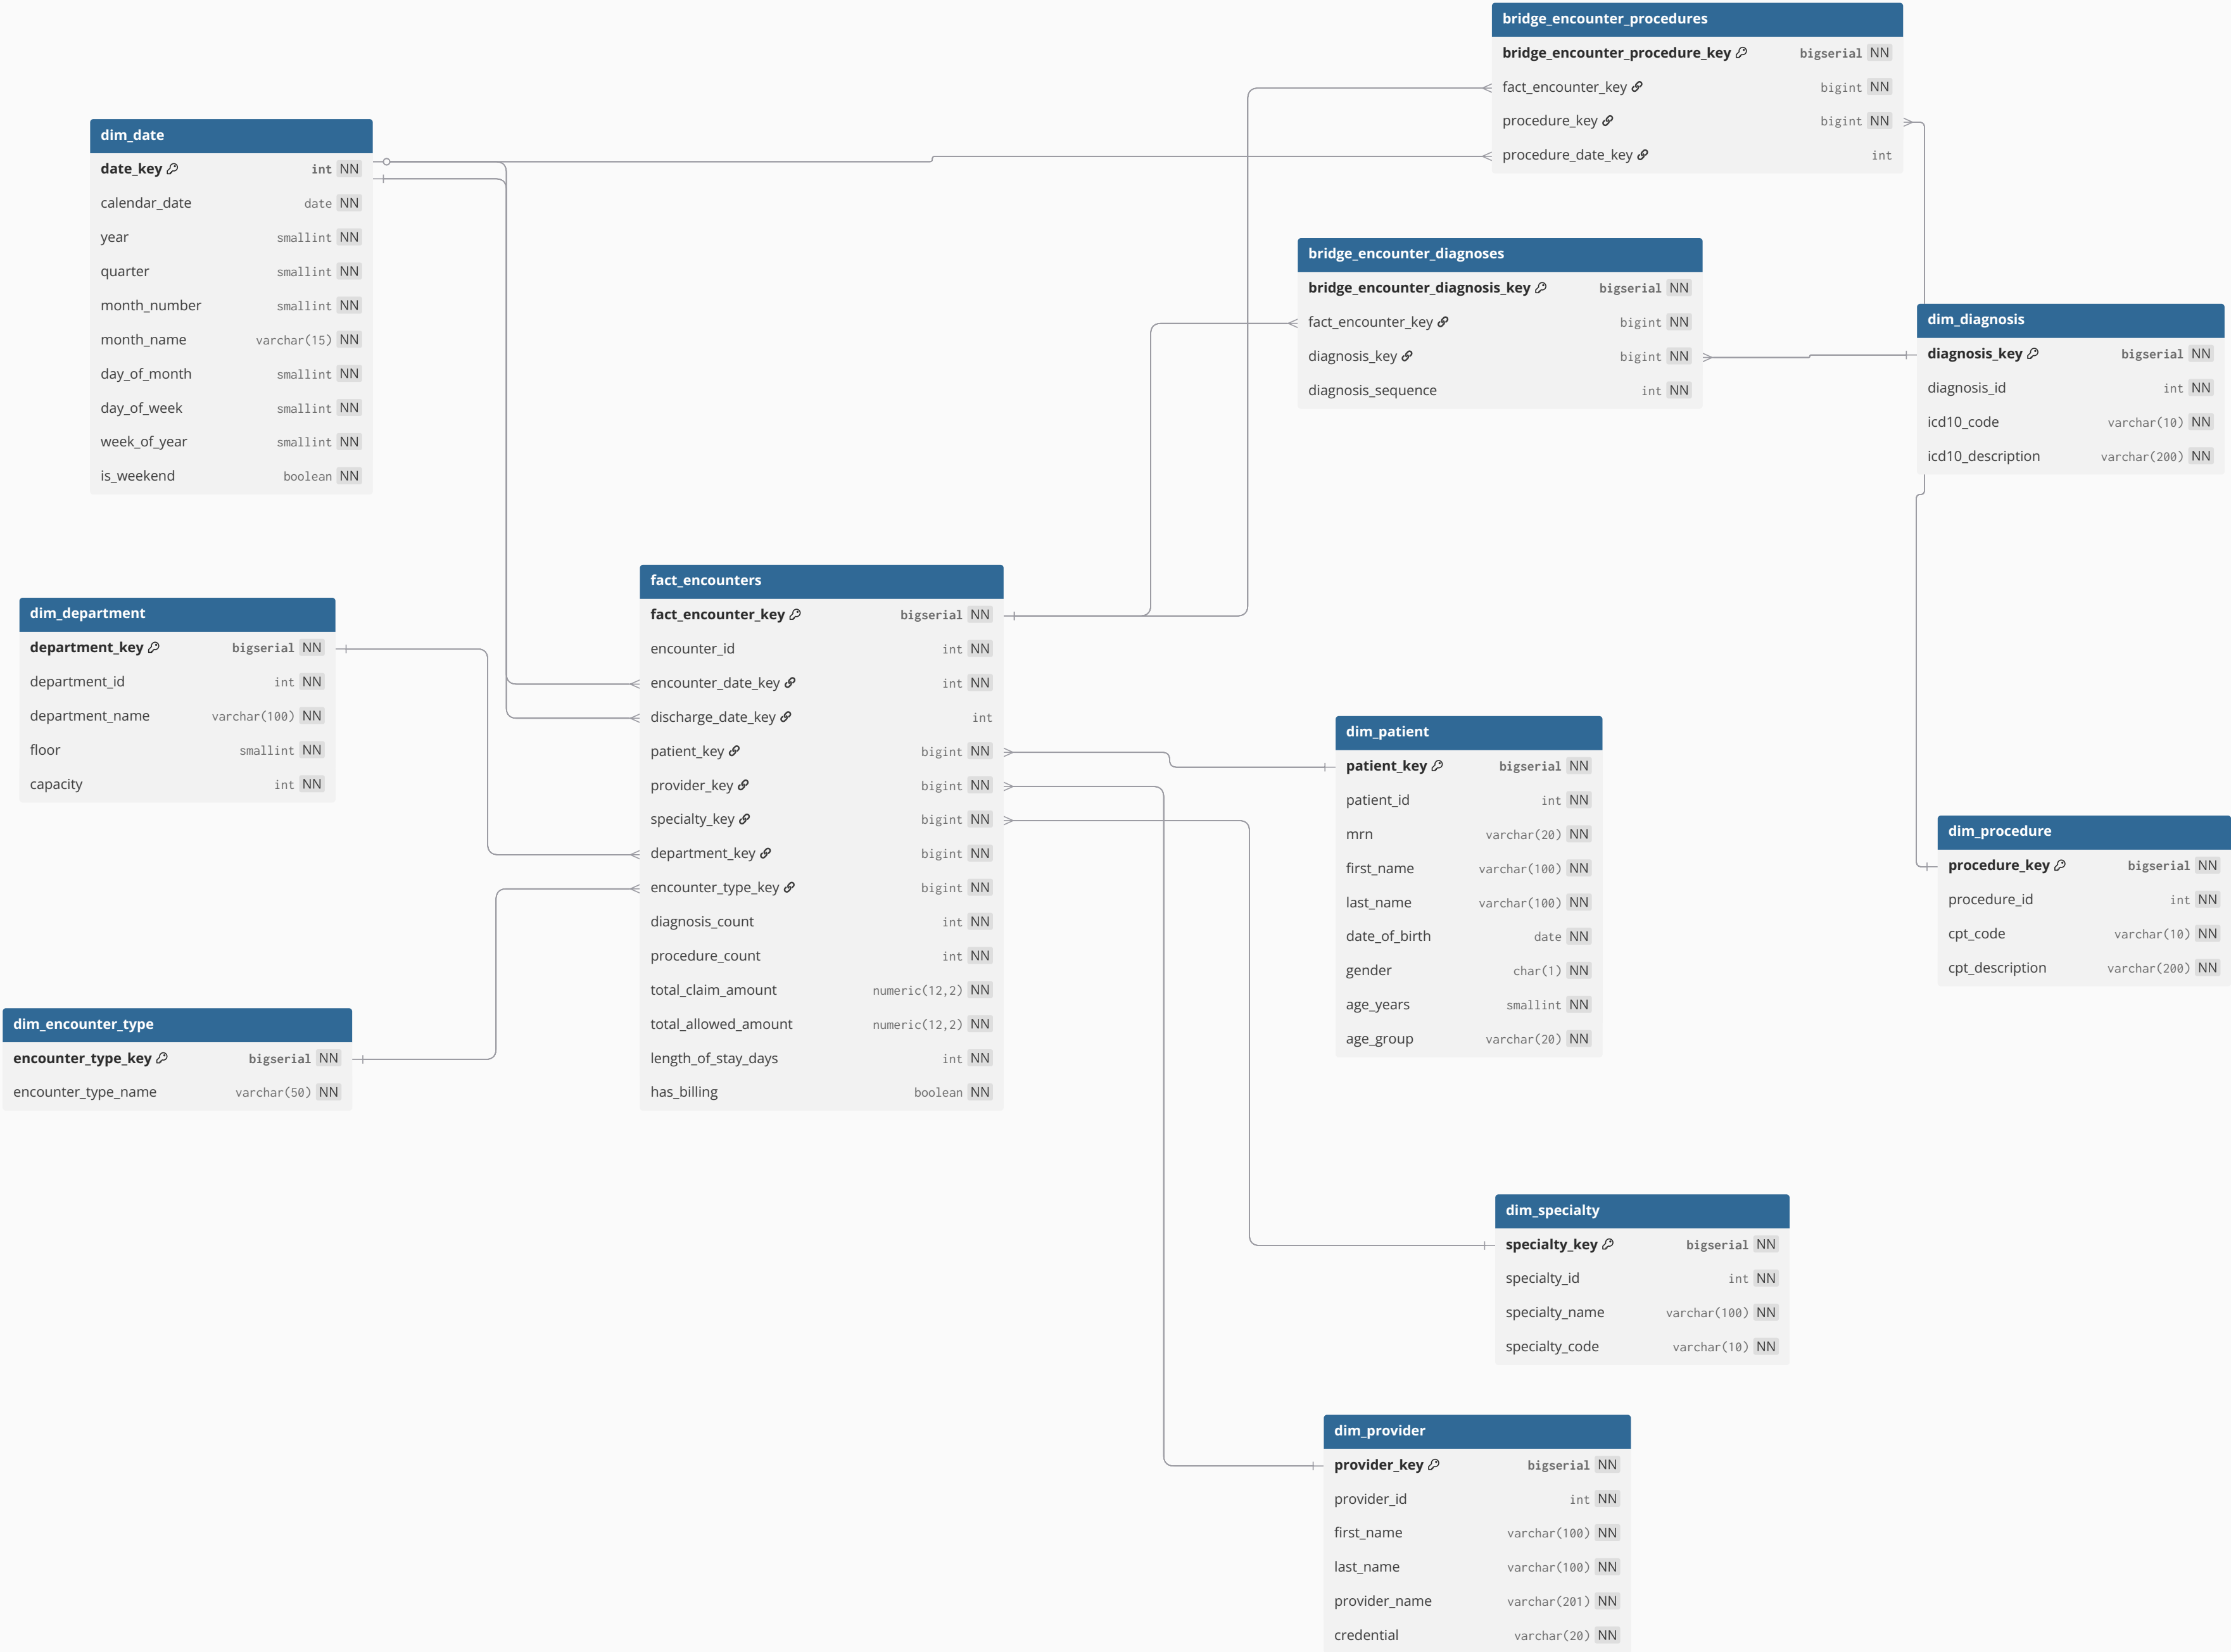 bridge_encounter_procedures
bridge_encounter_procedure_key bigserial NN
fact_encounter_key bigint NN
procedure_key bigint NN
procedure_date_key int
dim_date
date_key int NN
calendar_date date NN
year smallint NN
quarter smallint NN
month_number smallint NN
month_name varchar(15) NN
day_of_month smallint NN
day_of_week smallint NN
week_of_year smallint NN
is_weekend boolean NN
bridge_encounter_diagnoses
bridge_encounter_diagnosis_key bigserial NN
fact_encounter_key bigint NN
diagnosis_key bigint NN
diagnosis_sequence int NN
dim_diagnosis
diagnosis_key bigserial NN
diagnosis_id int NN
icd10_code varchar(10) NN
icd10_description varchar(200) NN
fact_encounters
fact_encounter_key bigserial NN
encounter_id int NN
encounter_date_key int NN
discharge_date_key int
patient_key bigint NN
provider_key bigint NN
specialty_key bigint NN
department_key bigint NN
encounter_type_key bigint NN
diagnosis_count int NN
procedure_count int NN
total_claim_amount numeric(12,2) NN
total_allowed_amount numeric(12,2) NN
length_of_stay_days int NN
has_billing boolean NN
dim_department
department_key bigserial NN
department_id int NN
department_name varchar(100) NN
floor smallint NN
capacity int NN
dim_patient
patient_key bigserial NN
patient_id int NN
mrn varchar(20) NN
first_name varchar(100) NN
last_name varchar(100) NN
date_of_birth date NN
gender char(1) NN
age_years smallint NN
age_group varchar(20) NN
dim_procedure
procedure_key bigserial NN
procedure_id int NN
cpt_code varchar(10) NN
cpt_description varchar(200) NN
dim_encounter_type
encounter_type_key bigserial NN
encounter_type_name varchar(50) NN
dim_specialty
specialty_key bigserial NN
specialty_id int NN
specialty_name varchar(100) NN
specialty_code varchar(10) NN
dim_provider
provider_key bigserial NN
provider_id int NN
first_name varchar(100) NN
last_name varchar(100) NN
provider_name varchar(201) NN
credential varchar(20) NN